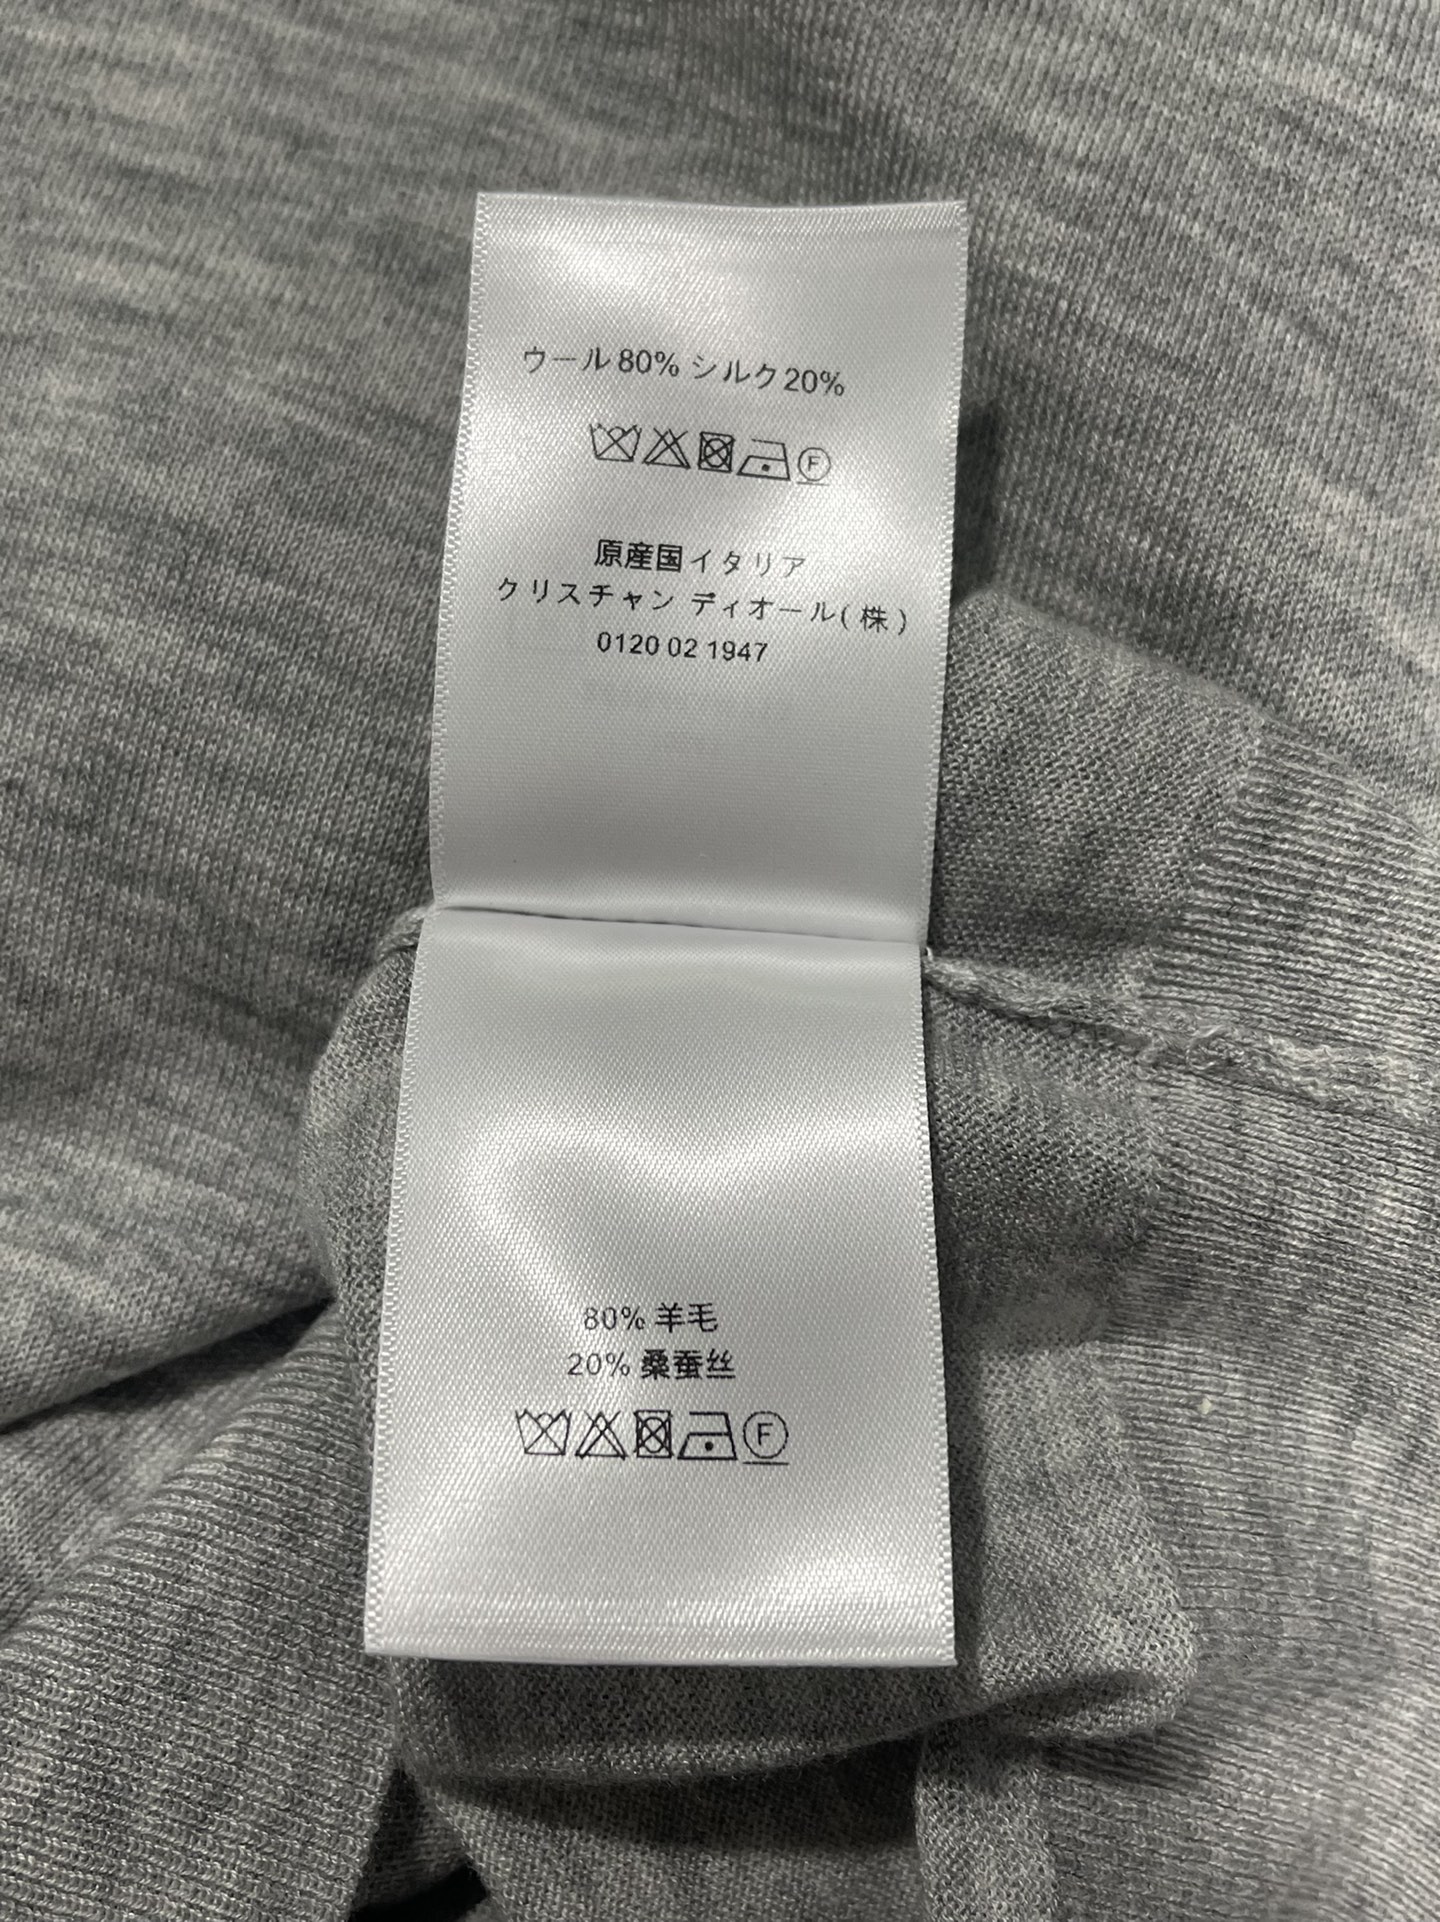 ウール80% シルク20%
F
原産国イタリア
クリスチャン ディオール(株)
0120 02 1947
80% 羊毛
20% 桑蚕丝
F